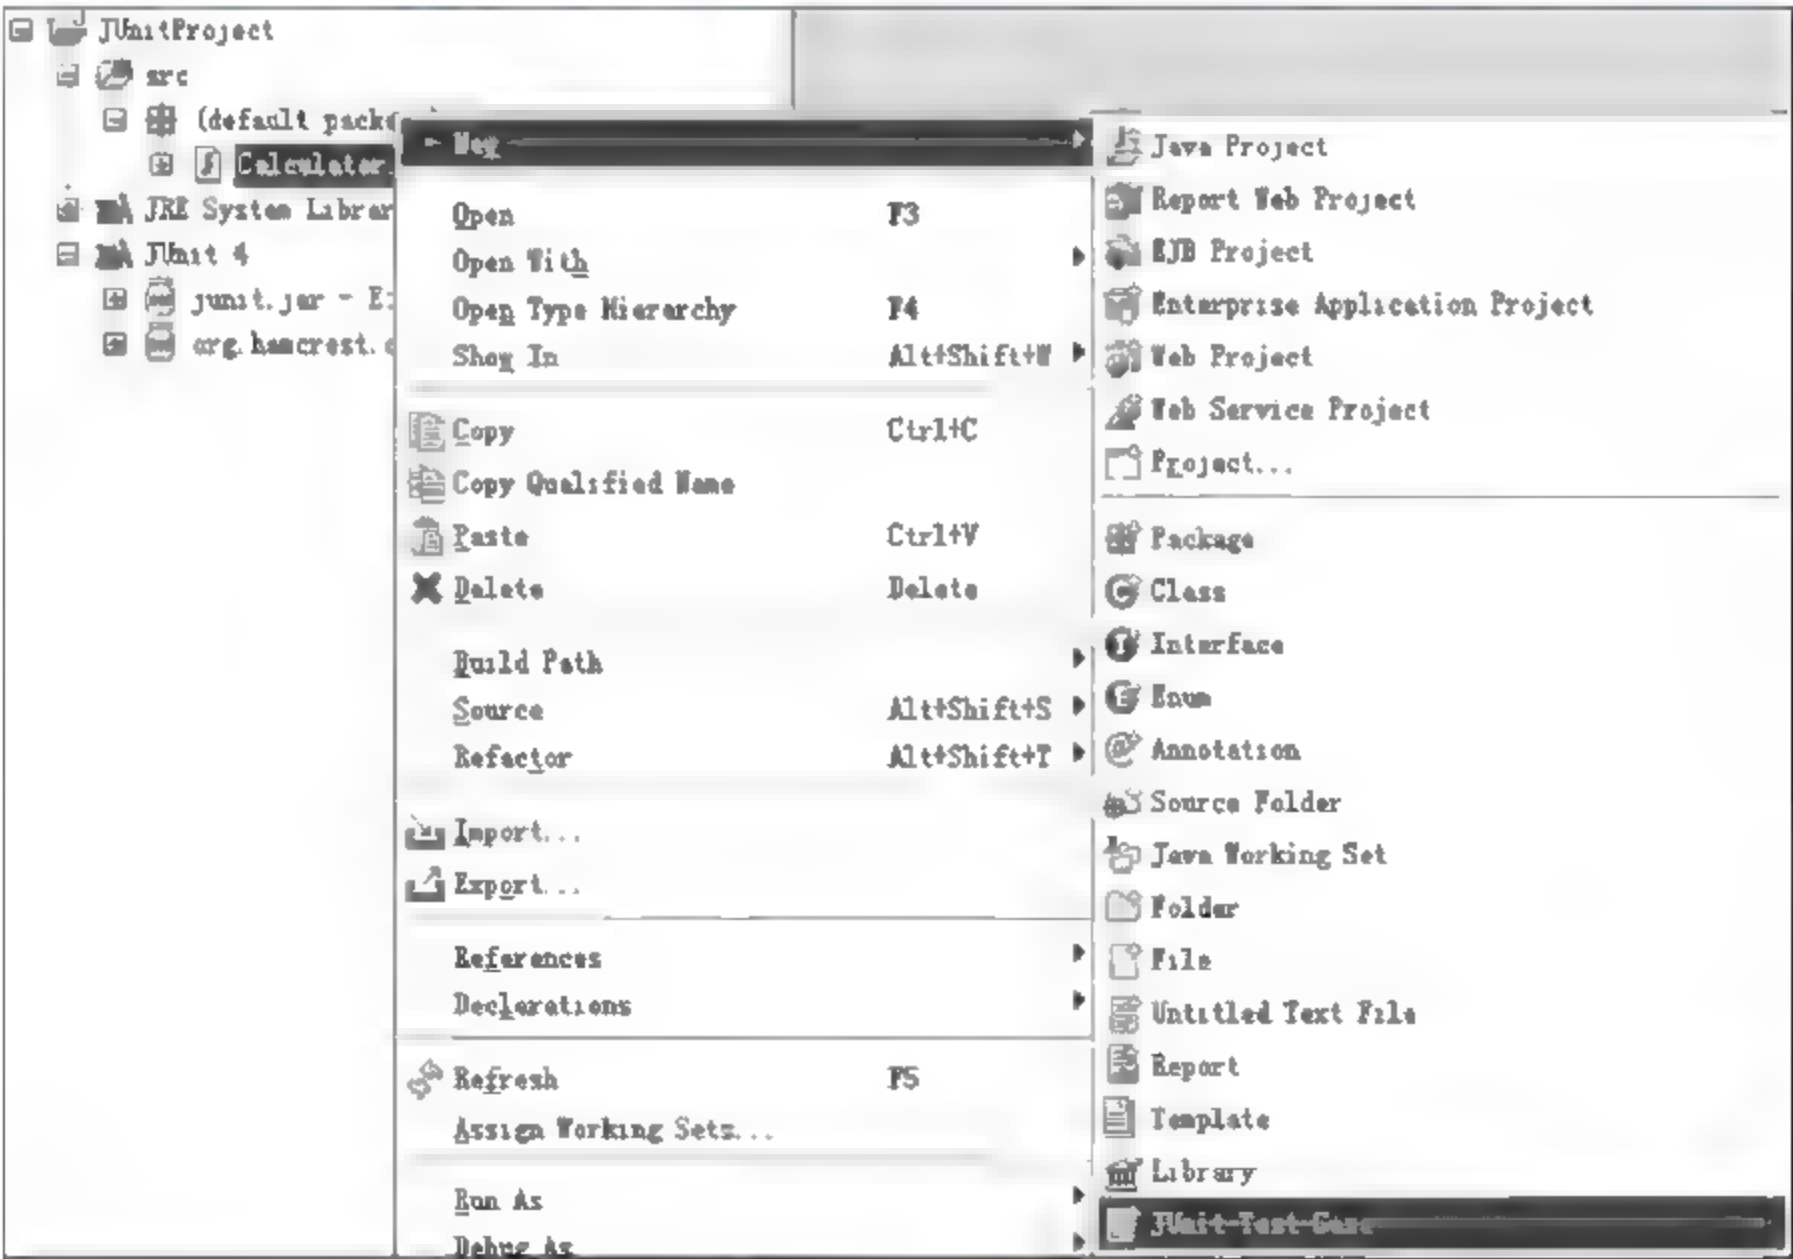 JUnitProject
src
(default packa
Calculator.
JRE System Librar
JUnit 4
junit.jar - E:
org.hamcrest.c
New
Open F3
Open With
Open Type Hierarchy F4
Show In Alt+Shift+W
Copy Ctrl+C
Copy Qualified Name
Paste Ctrl+V
Delete Delete
Build Path
Source Alt+Shift+S
Refactor Alt+Shift+T
Import...
Export...
References
Declarations
Refresh F5
Assign Working Sets...
Run As
Debug As
Java Project
Report Web Project
EJB Project
Enterprise Application Project
Web Project
Web Service Project
Project...
Package
Class
Interface
Enum
Annotation
Source Folder
Java Working Set
Folder
File
Untitled Text File
Report
Template
Library
JUnit Test Case